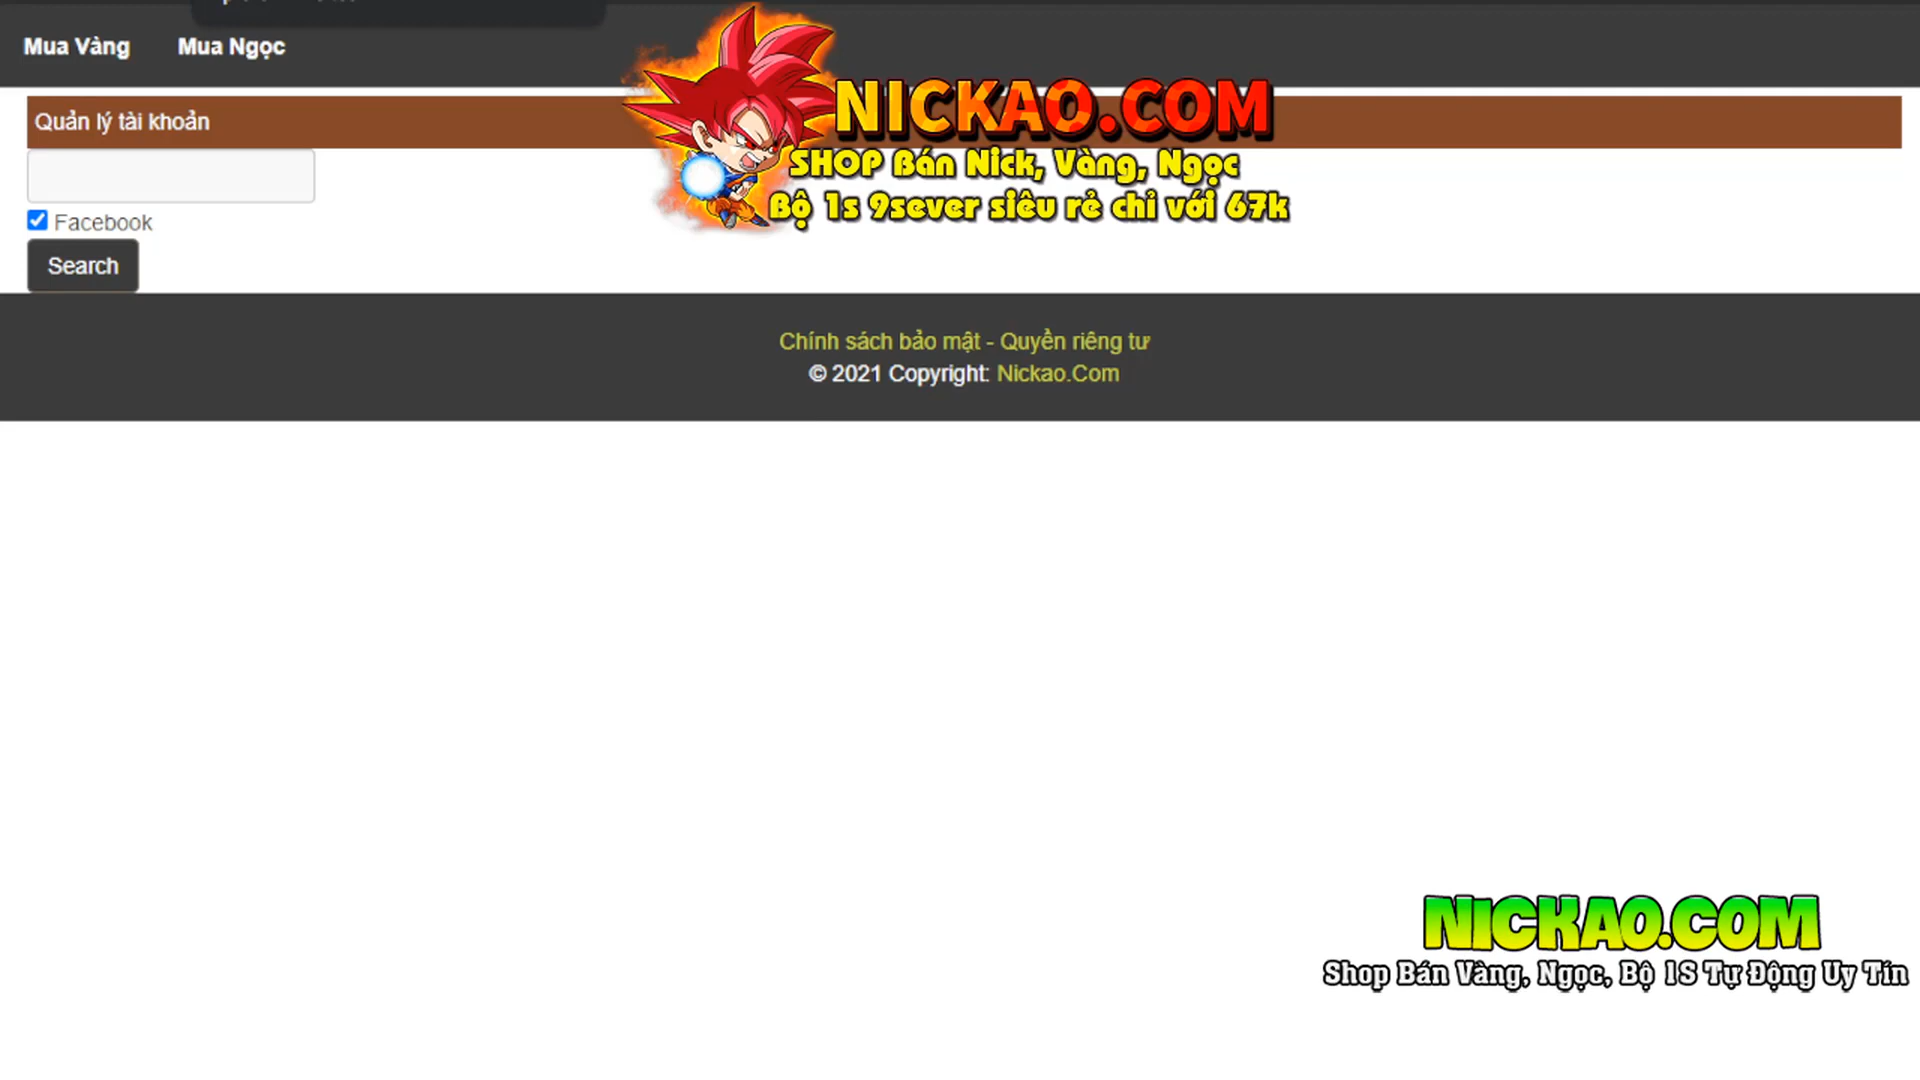 Mua Vàng Mua Ngọc
NICKAO.COM
Quản lý tài khoản
SHOP Bán Nick, Vàng, Ngọc
Bộ 1s 9sever siêu rẻ chỉ với 67k
Facebook
Search
Chính sách bảo mật - Quyền riêng tư
© 2021 Copyright: Nickao.Com
NICKAO.COM
Shop Bán Vàng, Ngọc, Bộ 1S Tự Động Uy Tín